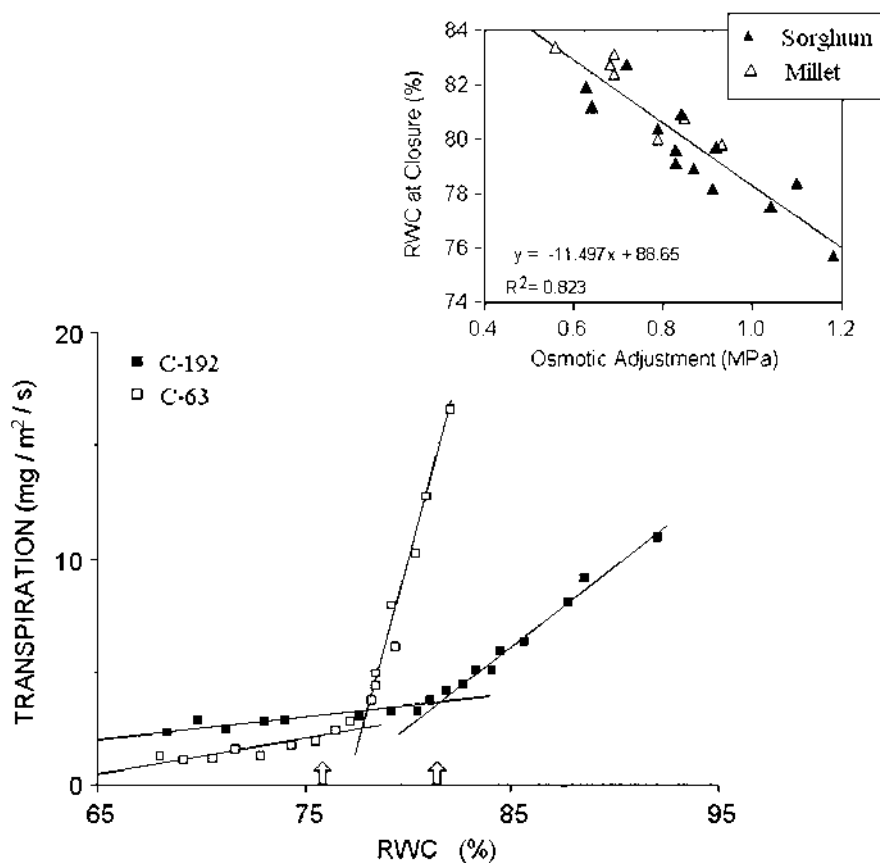 84
82
80
78
76
74
RWC at Closure (%)
Sorghum
Millet
y = -11.497x + 88.65
R²= 0.823
0.4 0.6 0.8 1.0 1.2
Osmotic Adjustment (MPa)
20
10
0
TRANSPIRATION (mg / m² / s)
C-192
C-63
65 75 85 95
RWC (%)